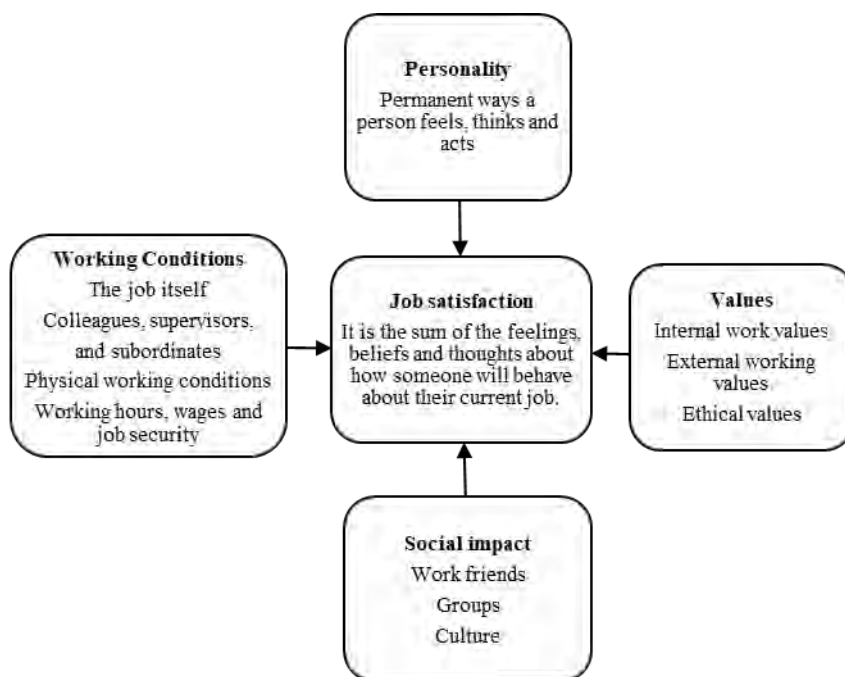 Personality
Permanent ways a
person feels, thinks and
acts
Working Conditions
The job itself
Colleagues, supervisors,
and subordinates
Physical working conditions
Working hours, wages and
job security
Job satisfaction
It is the sum of the feelings,
beliefs and thoughts about
how someone will behave
about their current job.
Values
Internal work values
External working
values
Ethical values
Social impact
Work friends
Groups
Culture